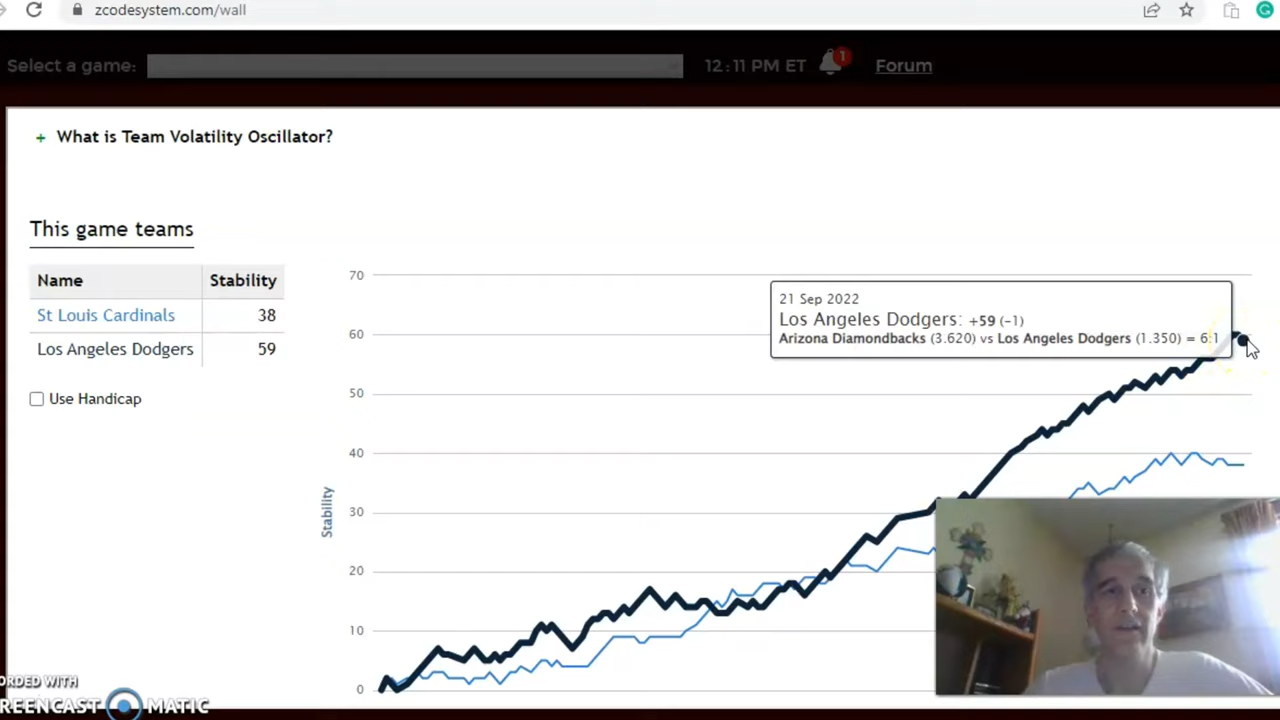 zcodesystem.com/wall
Select a game:
12:11 PM ET
1
Forum
+ What is Team Volatility Oscillator?
This game teams
Name Stability
St Louis Cardinals 38
Los Angeles Dodgers 59
Use Handicap
70
60
50
40
30
20
10
0
Stability
21 Sep 2022
Los Angeles Dodgers: +59 (-1)
Arizona Diamondbacks (3.620) vs Los Angeles Dodgers (1.350) = 6:1
ORDED WITH
REENCAST MATIC